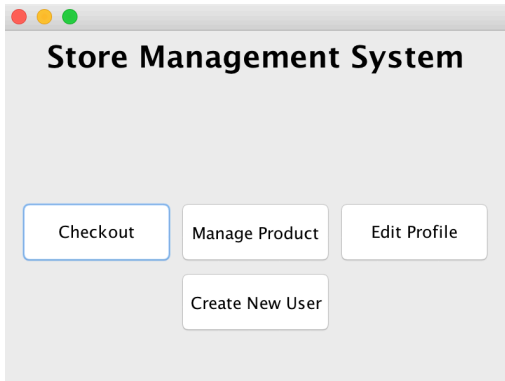 Store Management System
Checkout
Manage Product
Edit Profile
Create New User